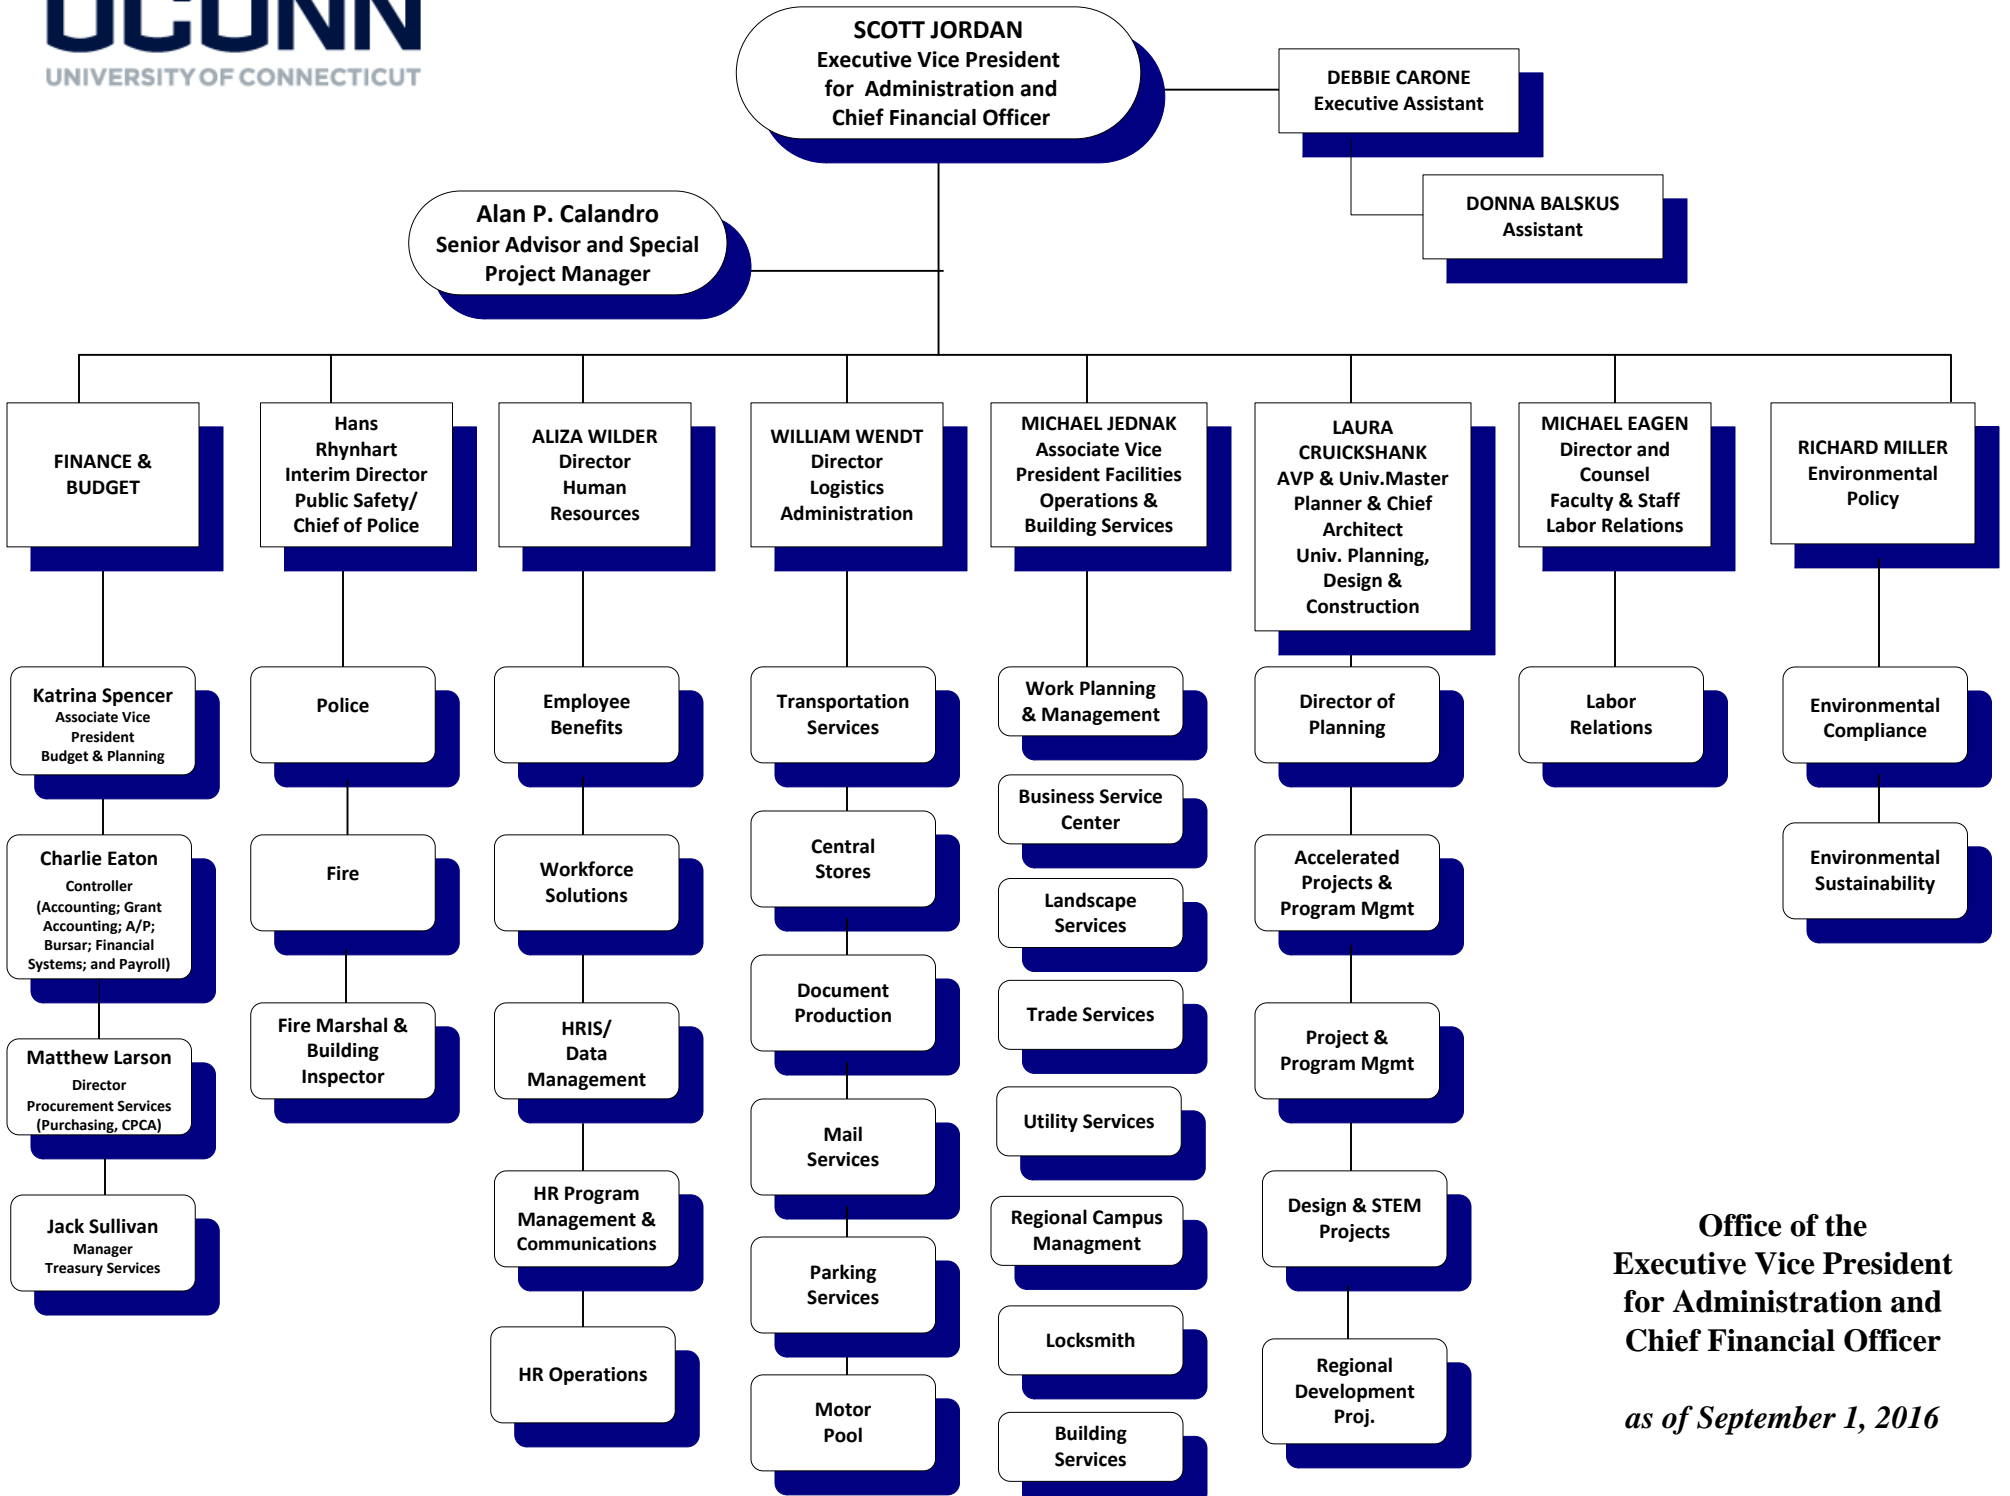 UCONN
UNIVERSITY OF CONNECTICUT
SCOTT JORDAN
Executive Vice President
for Administration and
Chief Financial Officer
DEBBIE CARONE
Executive Assistant
DONNA BALSKUS
Assistant
Alan P. Calandro
Senior Advisor and Special
Project Manager
FINANCE &
BUDGET
Hans
Rhynhart
Interim Director
Public Safety/
Chief of Police
ALIZA WILDER
Director
Human
Resources
WILLIAM WENDT
Director
Logistics
Administration
MICHAEL JEDNAK
Associate Vice
President Facilities
Operations &
Building Services
LAURA
CRUICKSHANK
AVP & Univ.Master
Planner & Chief
Architect
Univ. Planning,
Design &
Construction
MICHAEL EAGEN
Director and
Counsel
Faculty & Staff
Labor Relations
RICHARD MILLER
Environmental
Policy
Katrina Spencer
Associate Vice
President
Budget & Planning
Charlie Eaton
Controller
(Accounting; Grant
Accounting; A/P;
Bursar; Financial
Systems; and Payroll)
Matthew Larson
Director
Procurement Services
(Purchasing, CPCA)
Jack Sullivan
Manager
Treasury Services
Police
Fire
Fire Marshal &
Building
Inspector
Employee
Benefits
Workforce
Solutions
HRIS/
Data
Management
HR Program
Management &
Communications
HR Operations
Transportation
Services
Central
Stores
Document
Production
Mail
Services
Parking
Services
Motor
Pool
Work Planning
& Management
Business Service
Center
Landscape
Services
Trade Services
Utility Services
Regional Campus
Managment
Locksmith
Building
Services
Director of
Planning
Accelerated
Projects &
Program Mgmt
Project &
Program Mgmt
Design & STEM
Projects
Regional
Development
Proj.
Labor
Relations
Environmental
Compliance
Environmental
Sustainability
Office of the
Executive Vice President
for Administration and
Chief Financial Officer
as of September 1, 2016